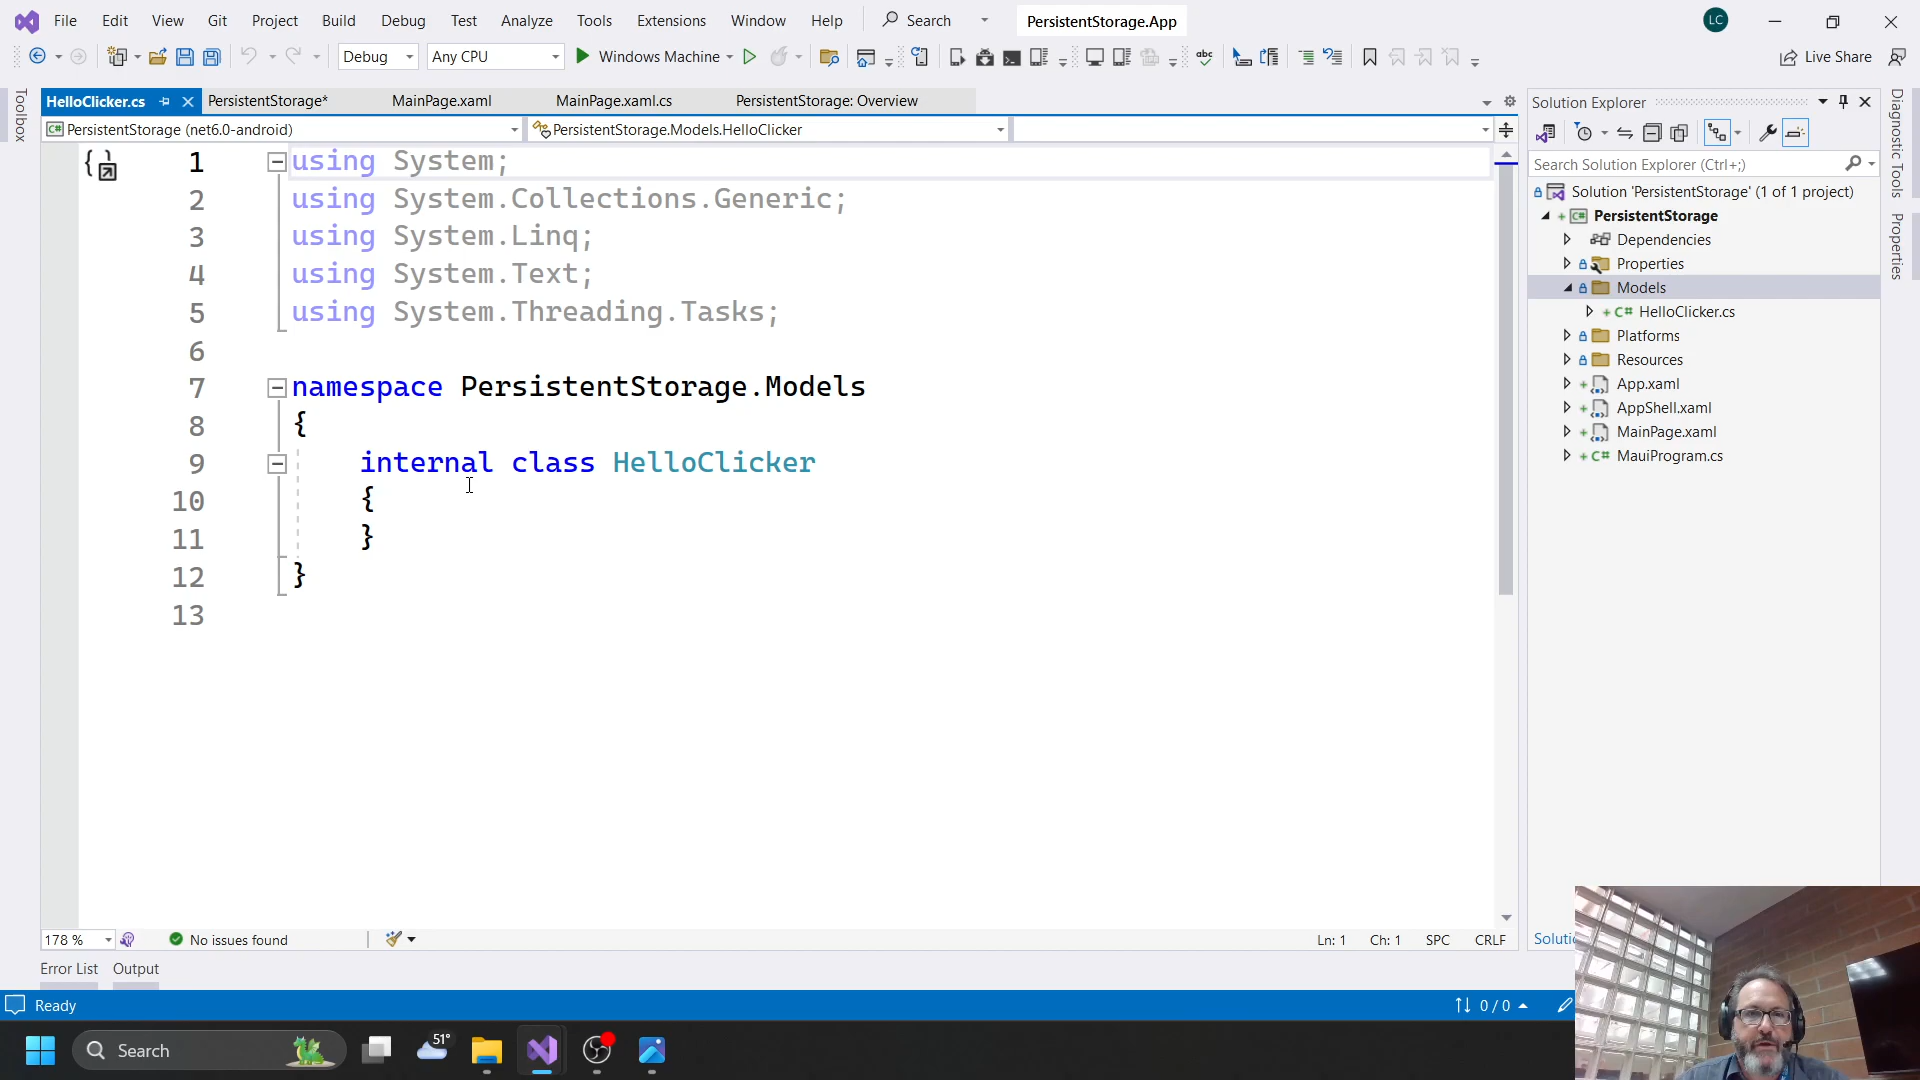 File Edit View Git Project Build Debug Test Analyze Tools Extensions Window Help Search PersistentStorage.App LC
Debug Any CPU Windows Machine abc Live Share
HelloClicker.cs PersistentStorage* MainPage.xaml MainPage.xaml.cs PersistentStorage: Overview
PersistentStorage (net6.0-android) PersistentStorage.Models.HelloClicker
1 using System;
2 using System.Collections.Generic;
3 using System.Linq;
4 using System.Text;
5 using System.Threading.Tasks;
6
7 namespace PersistentStorage.Models
8 {
9 internal class HelloClicker
10 {
11 }
12 }
13
178 % No issues found Ln: 1 Ch: 1 SPC CRLF
Toolbox
Solution Explorer
Search Solution Explorer (Ctrl+;)
Solution 'PersistentStorage' (1 of 1 project)
C# PersistentStorage
Dependencies
Properties
Models
C# HelloClicker.cs
Platforms
Resources
App.xaml
AppShell.xaml
MainPage.xaml
C# MauiProgram.cs
Diagnostic Tools
Properties
Error List Output
Ready 0 / 0
Search 51°